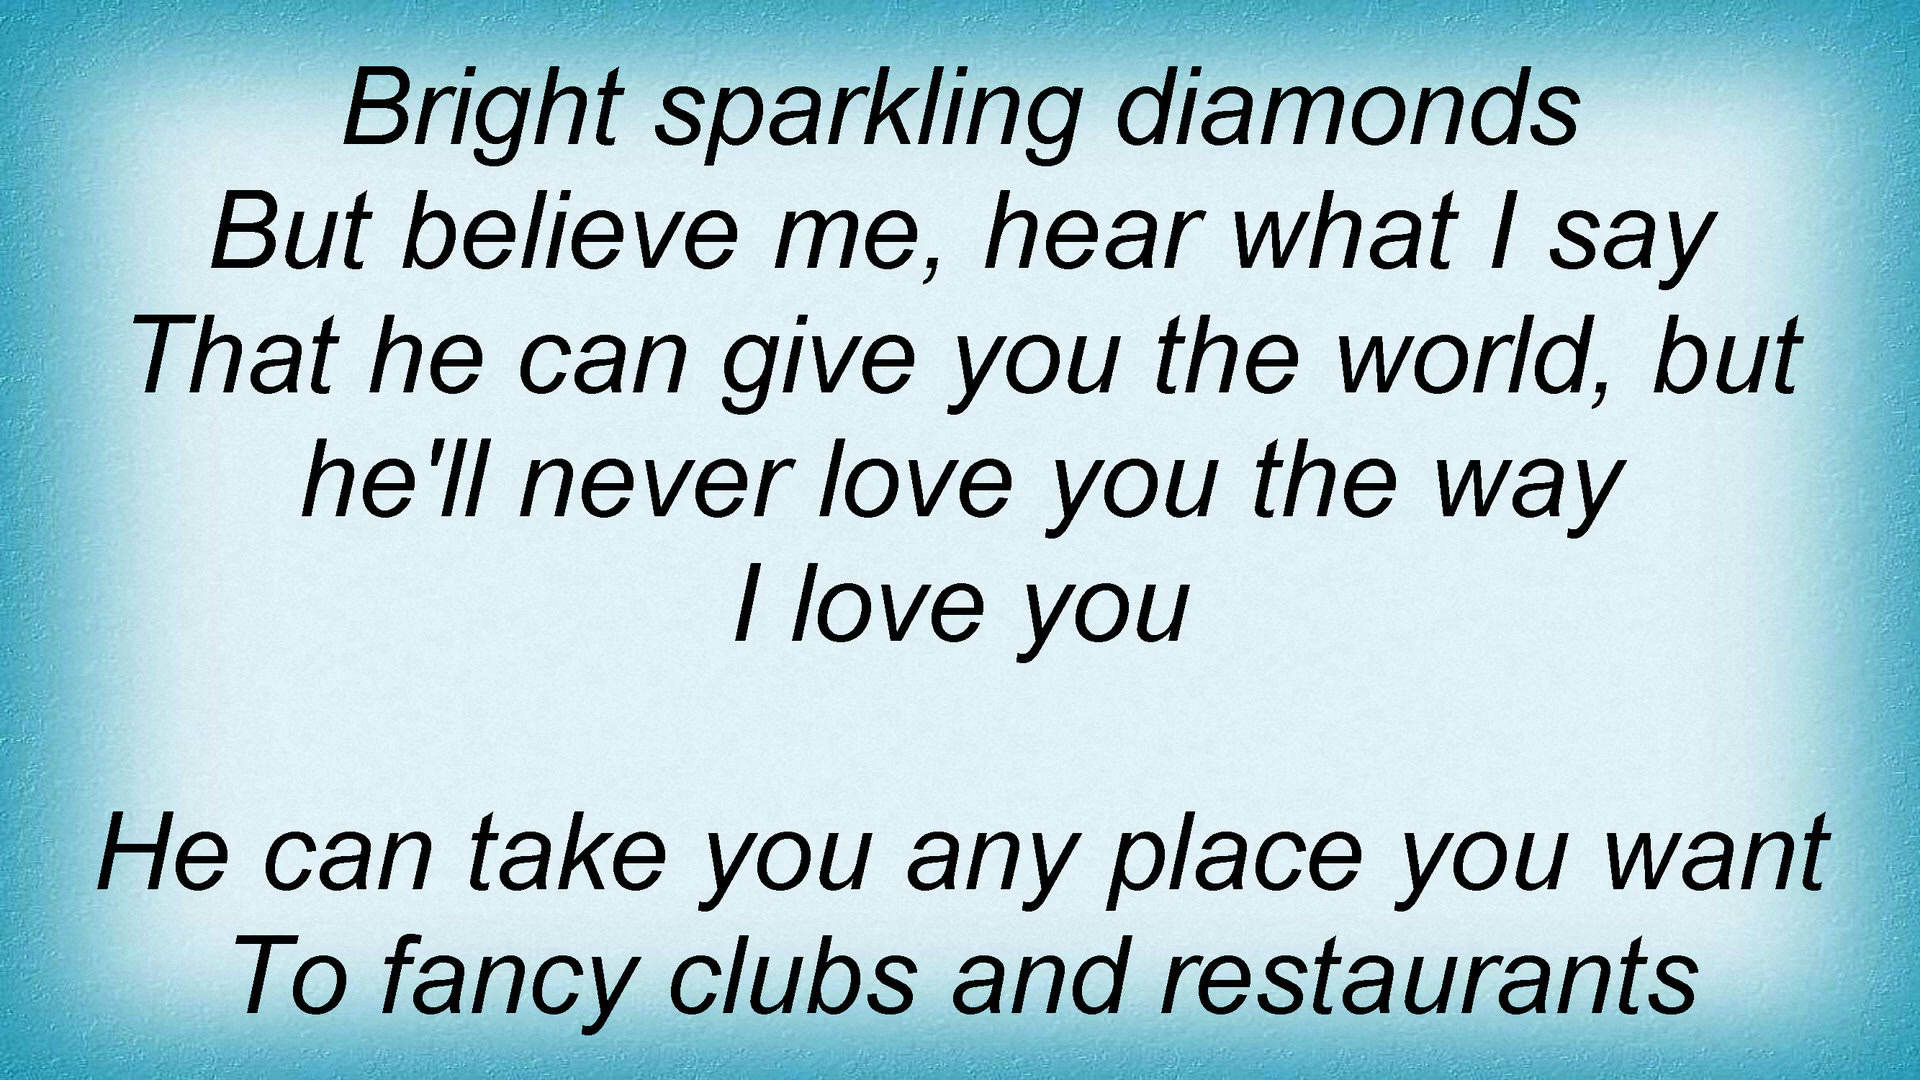 Bright sparkling diamonds
But believe me, hear what I say
That he can give you the world, but
he'll never love you the way
I love you
He can take you any place you want
To fancy clubs and restaurants